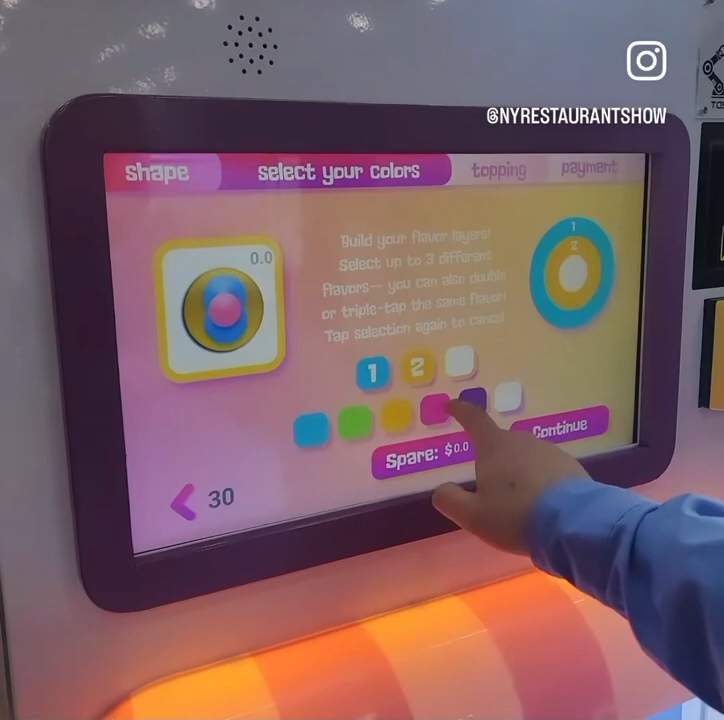 @NYRESTAURANTSHOW
shape
select your colors
topping
payment
0.0
Build your flavor layers!
Select up to 3 different
flavors— you can also double
or triple-tap the same flavor!
Tap selection again to cancel
1
2
1
2
Spare: $0.0
Continue
30